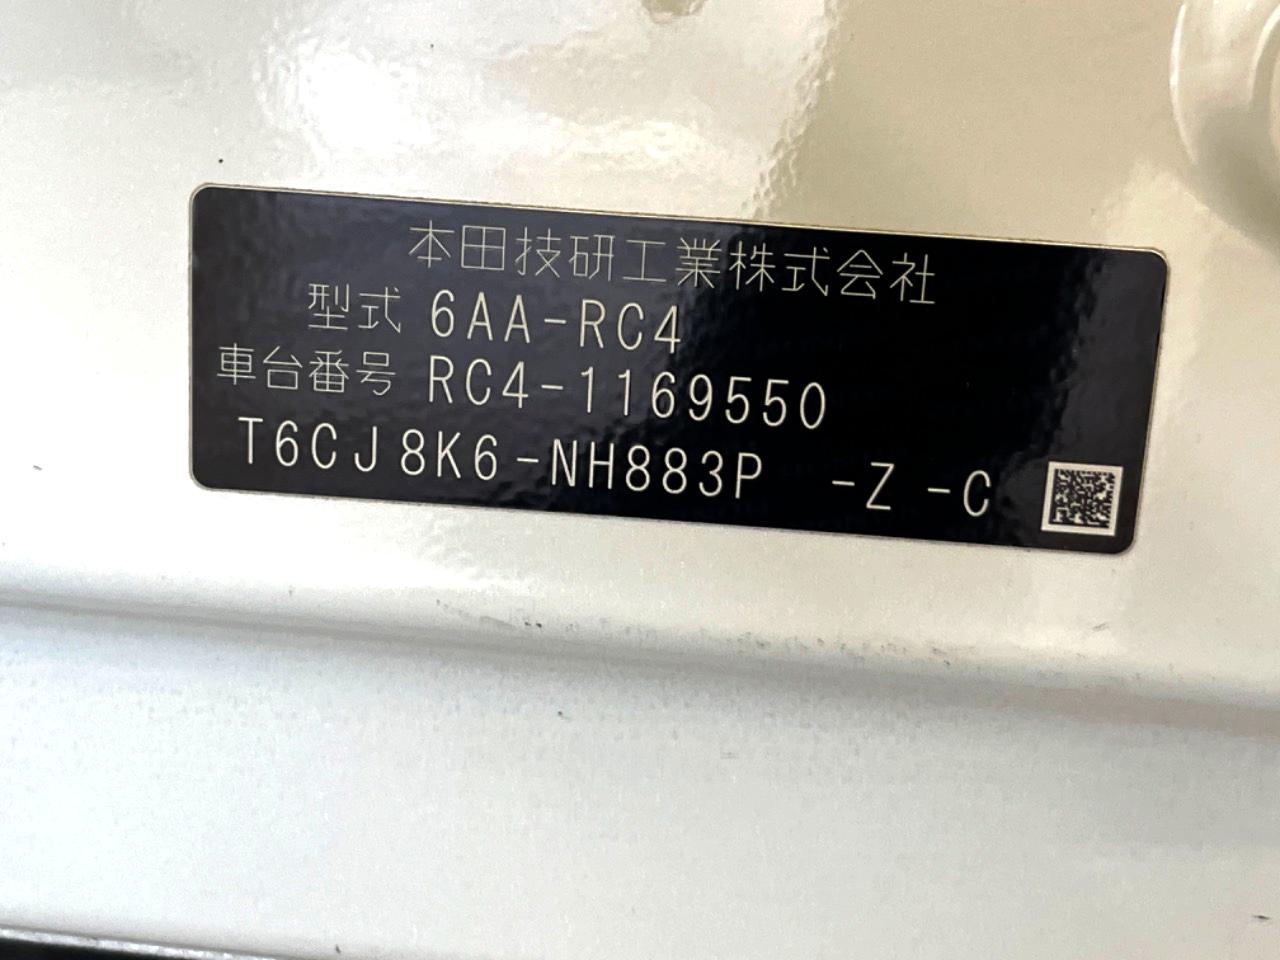 本田技研工業株式会社
型式 6AA-RC4
車台番号 RC4-1169550
T6CJ8K6-NH883P -Z -C